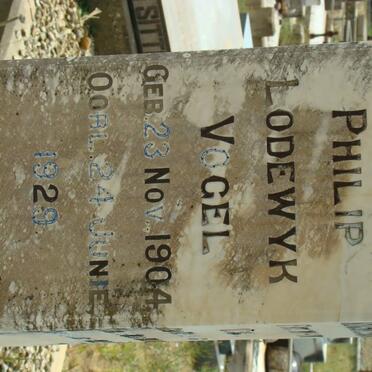 PHILIP
LODEWYK
VOGEL
GEB. 23 NOV. 1904
OORL. 24 JUNIE
1929